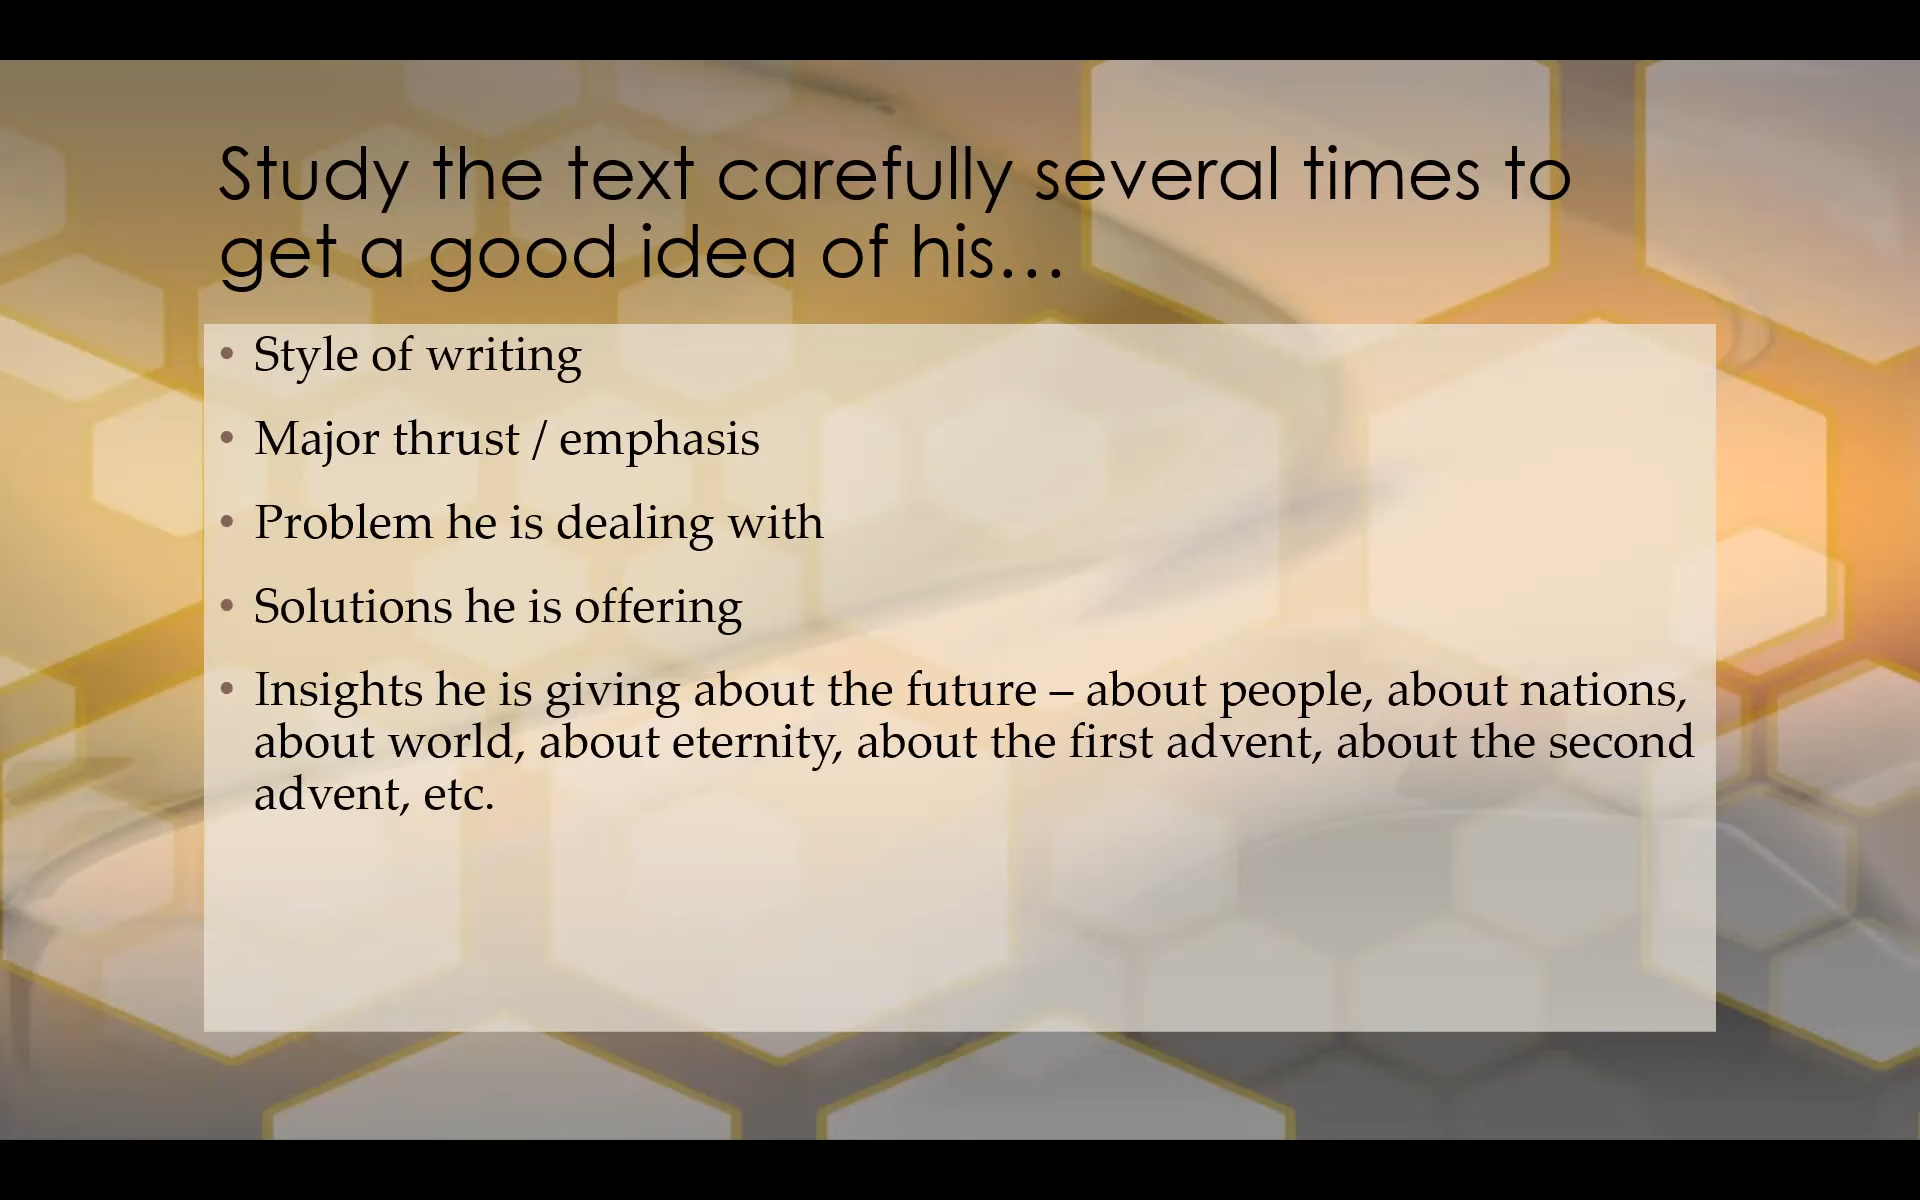 Study the text carefully several times to
get a good idea of his…
• Style of writing
• Major thrust / emphasis
• Problem he is dealing with
• Solutions he is offering
• Insights he is giving about the future – about people, about nations,
about world, about eternity, about the first advent, about the second
advent, etc.